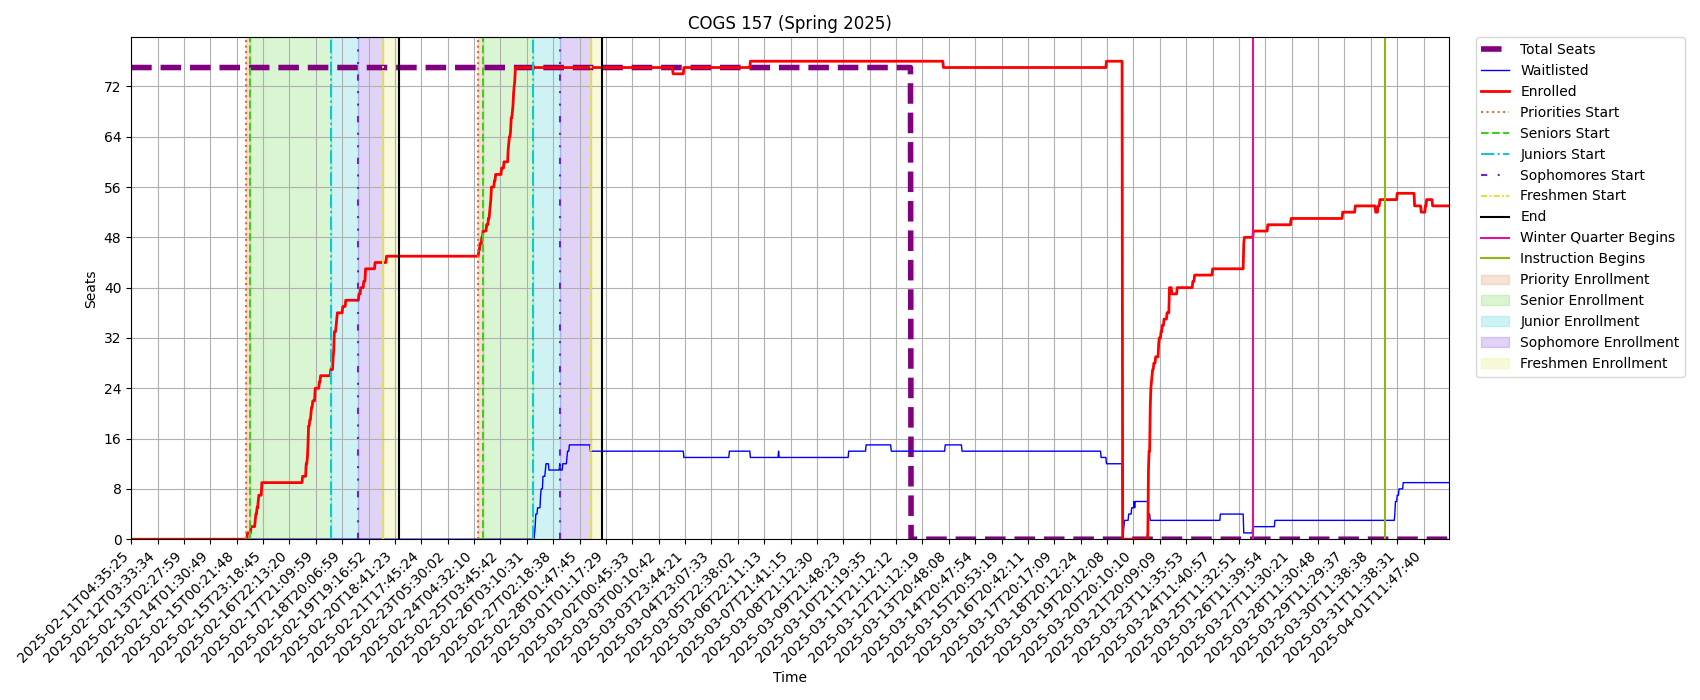 COGS 157 (Spring 2025)
Total Seats
Waitlisted
Enrolled
Priorities Start
Seniors Start
Juniors Start
Sophomores Start
Freshmen Start
End
Winter Quarter Begins
Instruction Begins
Priority Enrollment
Senior Enrollment
Junior Enrollment
Sophomore Enrollment
Freshmen Enrollment
Seats
72
64
56
48
40
32
24
16
8
0
2025-02-11T04:35:25
2025-02-12T03:33:34
2025-02-13T02:27:59
2025-02-14T01:30:49
2025-02-15T00:21:48
2025-02-15T23:18:45
2025-02-16T22:13:20
2025-02-17T21:09:59
2025-02-18T20:06:59
2025-02-19T19:16:52
2025-02-20T18:41:23
2025-02-21T17:45:24
2025-02-23T05:30:02
2025-02-24T04:32:10
2025-02-25T03:45:42
2025-02-26T03:10:31
2025-02-27T02:18:38
2025-02-28T01:47:45
2025-03-01T01:17:29
2025-03-02T00:45:33
2025-03-03T00:10:42
2025-03-03T23:44:21
2025-03-04T23:07:33
2025-03-05T22:38:02
2025-03-06T22:11:13
2025-03-07T21:41:15
2025-03-08T21:12:30
2025-03-09T21:48:23
2025-03-10T21:19:35
2025-03-11T21:12:12
2025-03-12T21:12:19
2025-03-13T20:48:08
2025-03-14T20:47:54
2025-03-15T20:53:19
2025-03-16T20:42:11
2025-03-17T20:17:09
2025-03-18T20:12:24
2025-03-19T20:12:08
2025-03-20T20:10:10
2025-03-21T20:09:09
2025-03-23T11:35:53
2025-03-24T11:40:57
2025-03-25T11:32:51
2025-03-26T11:39:54
2025-03-27T11:30:21
2025-03-28T11:30:48
2025-03-29T11:29:37
2025-03-30T11:38:38
2025-03-31T11:38:31
2025-04-01T11:47:40
Time